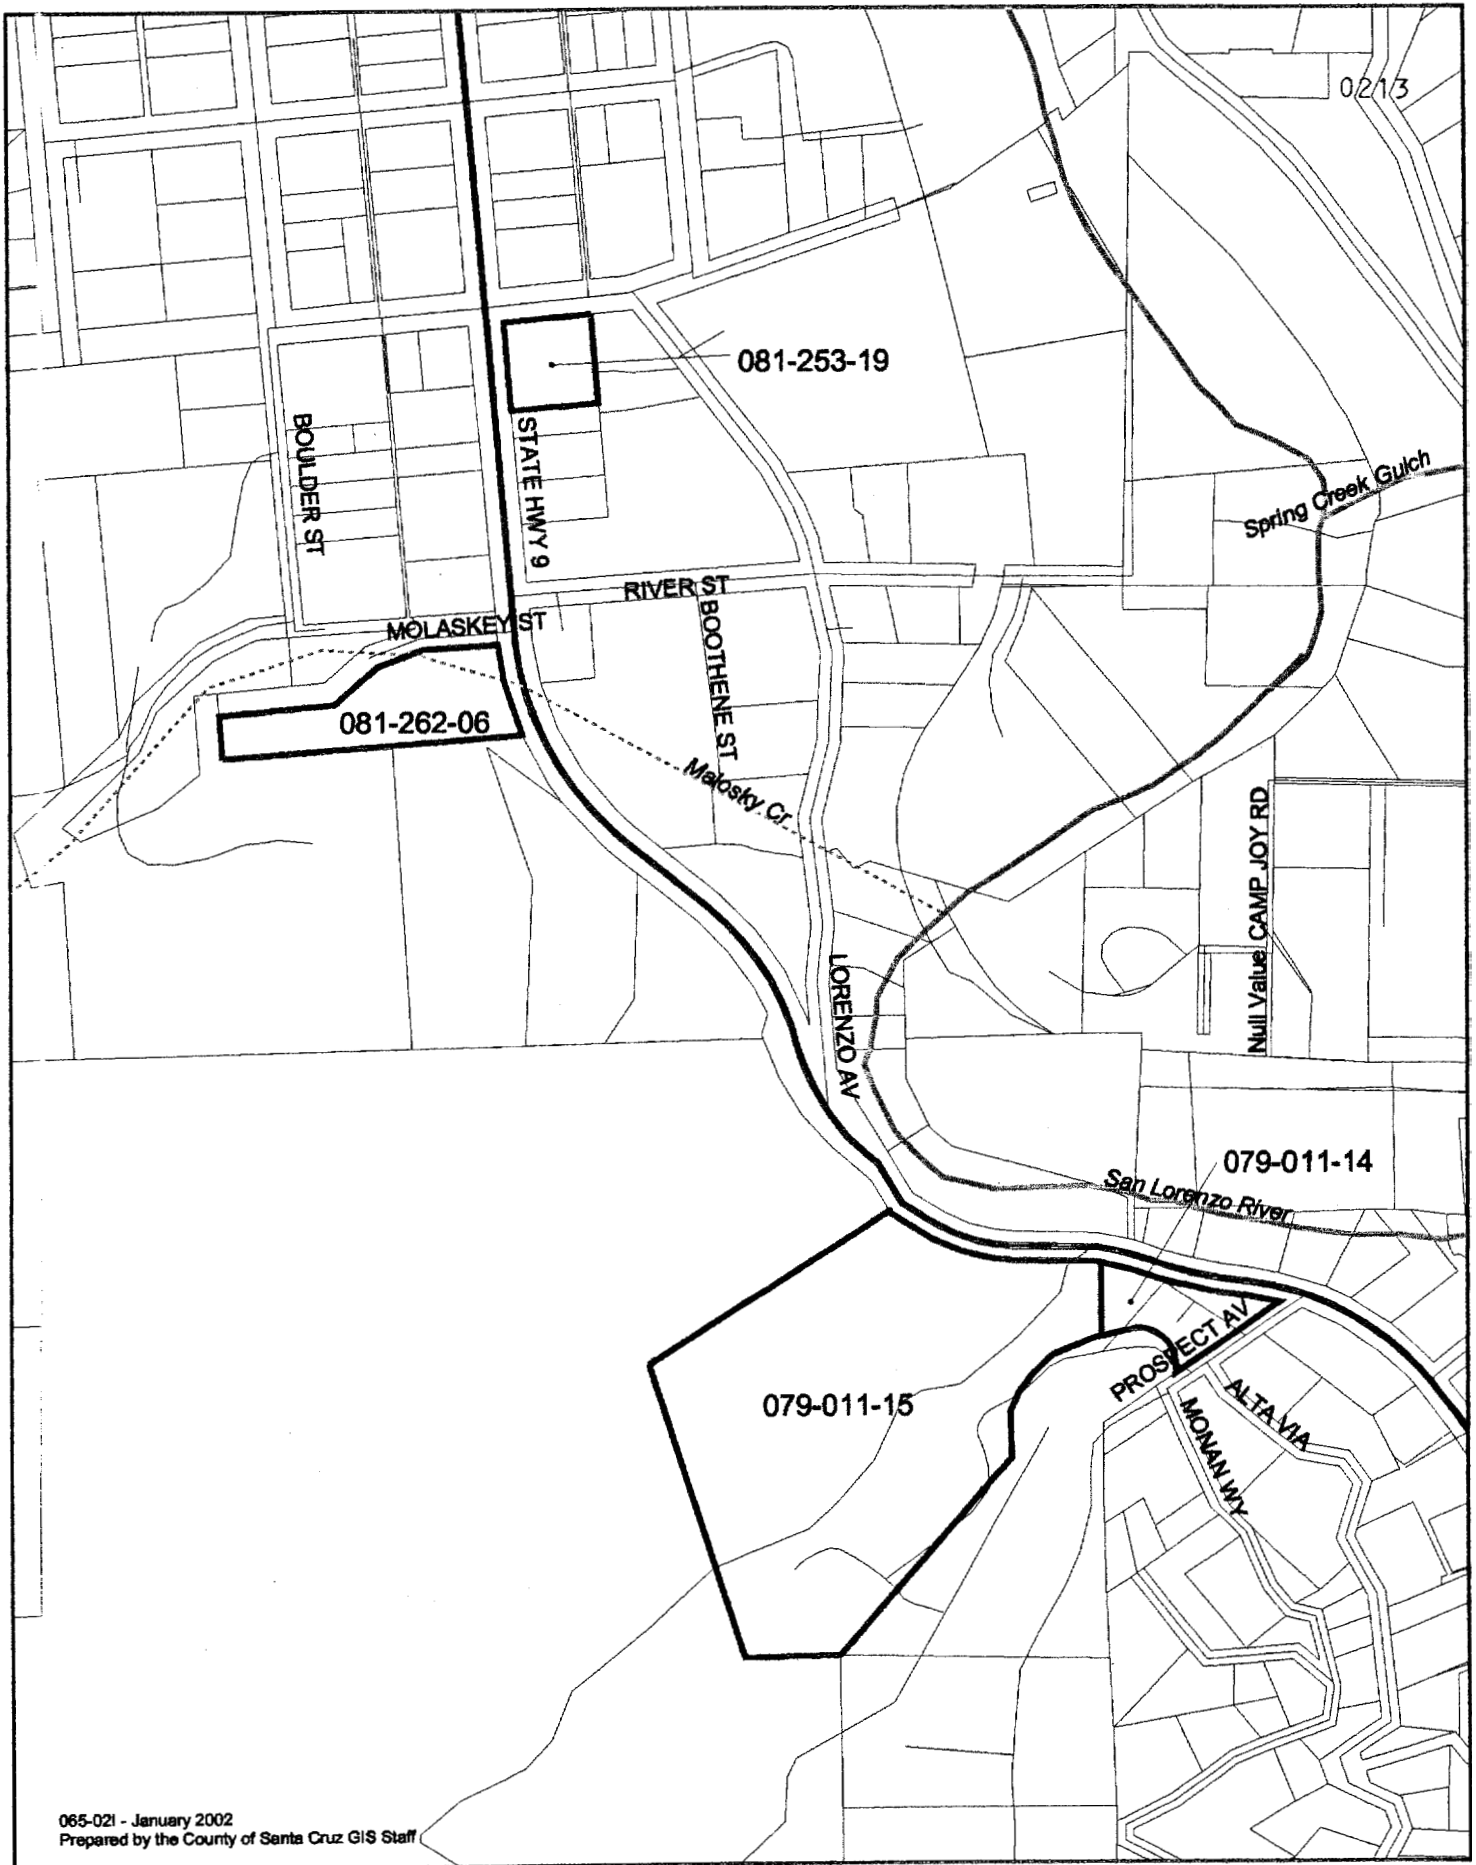 0213
081-253-19
BOULDER ST
STATE HWY 9
Spring Creek Gulch
RIVER ST
MOLASKEY ST
BOOTHENE ST
081-262-06
Malosky Cr
Null Value CAMP JOY RD
LORENZO AV
079-011-14
San Lorenzo River
PROSPECT AV
079-011-15
ALTA VIA
MONAN WY
065-02l - January 2002
Prepared by the County of Santa Cruz GIS Staff